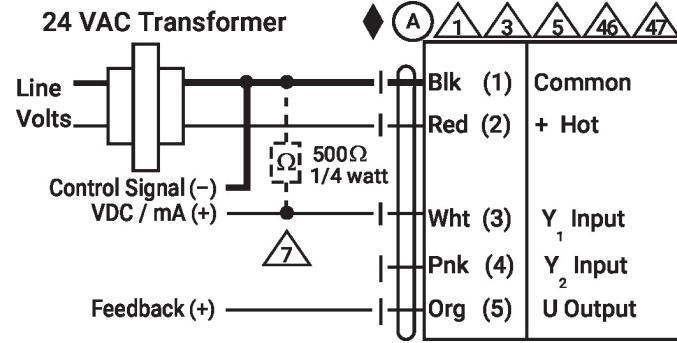 24 VAC Transformer
A 1 3 5 46 47
Line
Volts
Blk (1) Common
Red (2) + Hot
Ω 500Ω
1/4 watt
Control Signal (−)
VDC / mA (+)
Wht (3) Y1 Input
7
Pnk (4) Y2 Input
Feedback (+)
Org (5) U Output